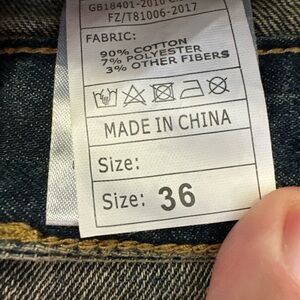 GB18401-2010
FZ/T81006-2017
FABRIC:
90% COTTON
7% POLYESTER
3% OTHER FIBERS
MADE IN CHINA
Size:
Size: 36